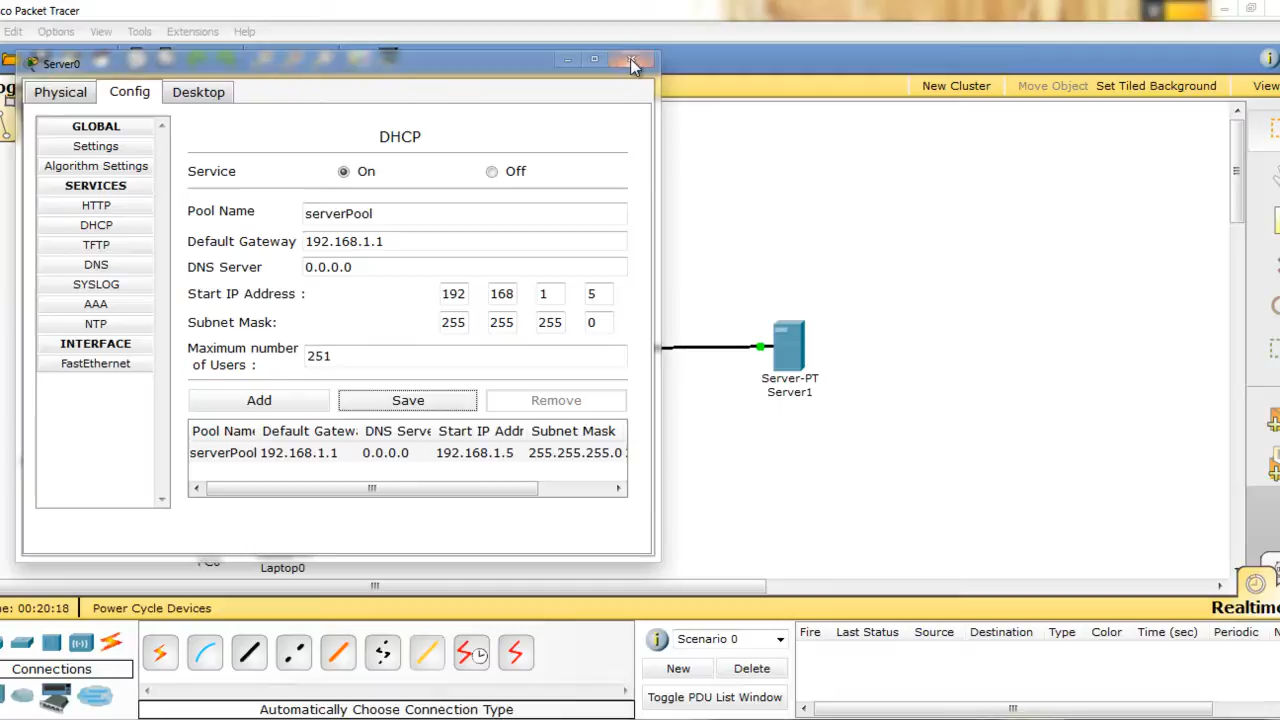 co Packet Tracer
Edit Options View Tools Extensions Help
Server0
New Cluster Move Object Set Tiled Background View
Physical Config Desktop
GLOBAL
Settings
Algorithm Settings
SERVICES
HTTP
DHCP
TFTP
DNS
SYSLOG
AAA
NTP
INTERFACE
FastEthernet
DHCP
Service On Off
Pool Name serverPool
Default Gateway 192.168.1.1
DNS Server 0.0.0.0
Start IP Address : 192 168 1 5
Subnet Mask: 255 255 255 0
Maximum number
of Users : 251
Add Save Remove
Pool Name Default Gatew DNS Serve Start IP Addr Subnet Mask
serverPool 192.168.1.1 0.0.0.0 192.168.1.5 255.255.255.0
Server-PT
Server1
Laptop0
ne: 00:20:18 Power Cycle Devices
Realtime
Connections
Automatically Choose Connection Type
Scenario 0
New Delete
Toggle PDU List Window
Fire Last Status Source Destination Type Color Time (sec) Periodic N